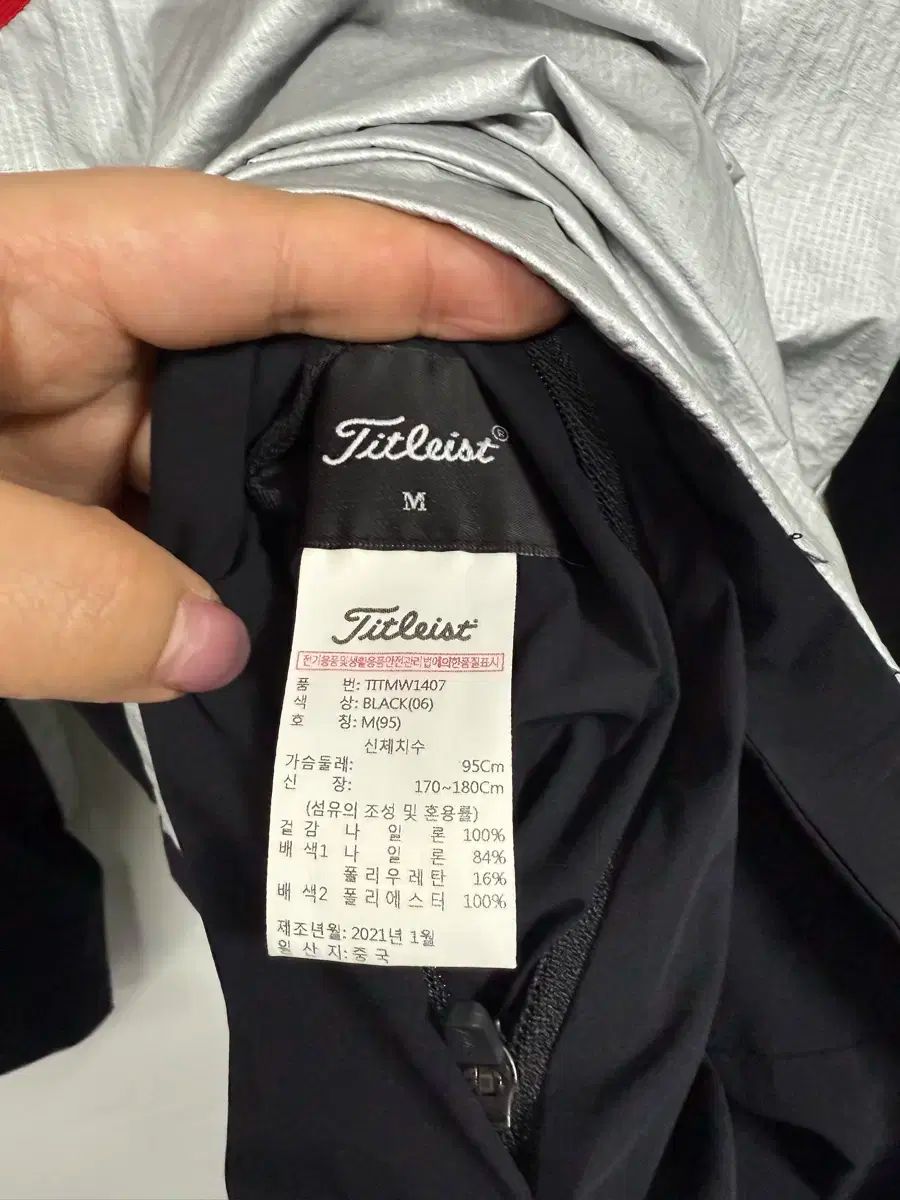 Titleist®
M
Titleist
전기용품및생활용품안전관리법에의한품질표시
품 번: TITMW1407
색 상: BLACK(06)
호 칭: M(95)
신체치수
가슴둘레: 95Cm
신 장: 170~180Cm
(섬유의 조성 및 혼용률)
겉 감 나 일 론 100%
배 색1 나 일 론 84%
폴 리 우 레 탄 16%
배 색2 폴 리 에 스 터 100%
제조년월: 2021년 1월
원 산 지: 중 국